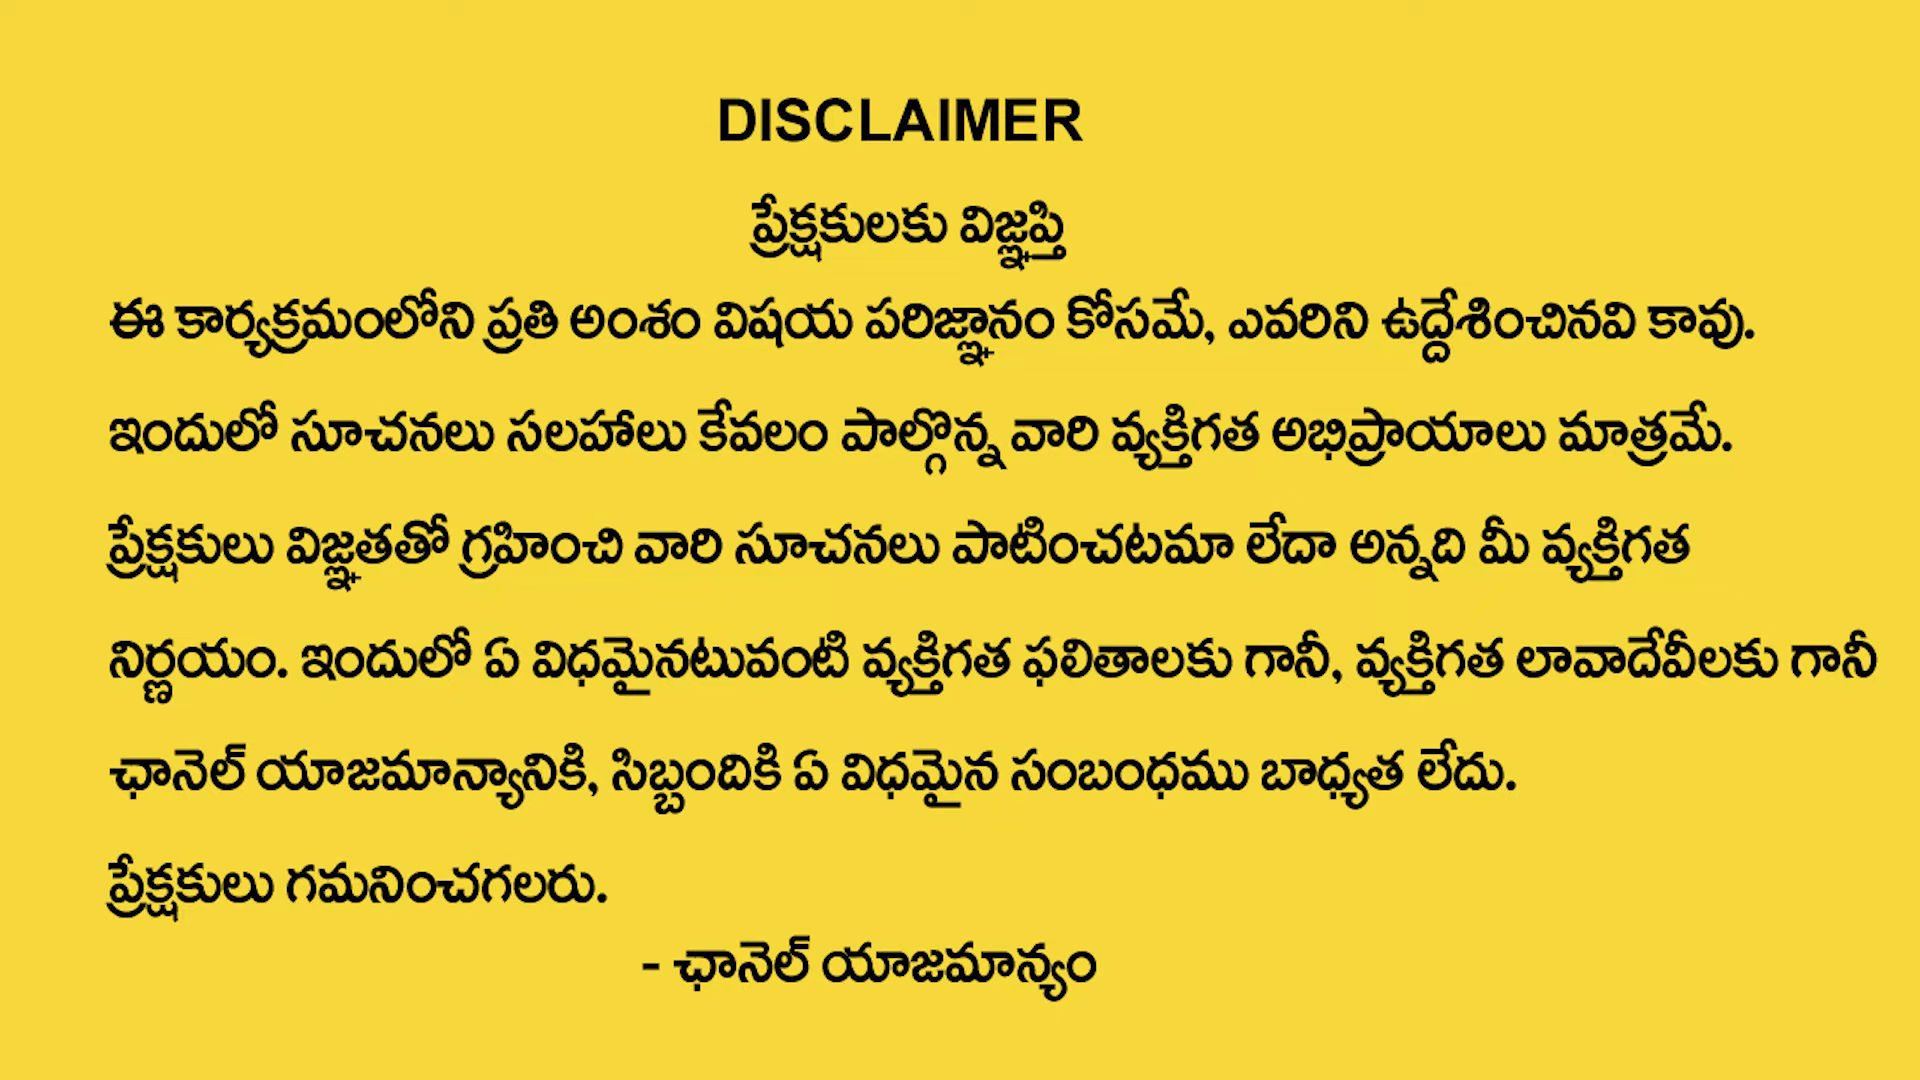 DISCLAIMER
ప్రేక్షకులకు విజ్ఞప్తి
ఈ కార్యక్రమంలోని ప్రతి అంశం విషయ పరిజ్ఞానం కోసమే, ఎవరిని ఉద్దేశించినవి కావు.
ఇందులో సూచనలు సలహాలు కేవలం పాల్గొన్న వారి వ్యక్తిగత అభిప్రాయాలు మాత్రమే.
ప్రేక్షకులు విజ్ఞతతో గ్రహించి వారి సూచనలు పాటించటమా లేదా అన్నది మీ వ్యక్తిగత
నిర్ణయం. ఇందులో ఏ విధమైనటువంటి వ్యక్తిగత ఫలితాలకు గానీ, వ్యక్తిగత లావాదేవీలకు గానీ
ఛానెల్ యాజమాన్యానికి, సిబ్బందికి ఏ విధమైన సంబంధము బాధ్యత లేదు.
ప్రేక్షకులు గమనించగలరు.
- ఛానెల్ యాజమాన్యం